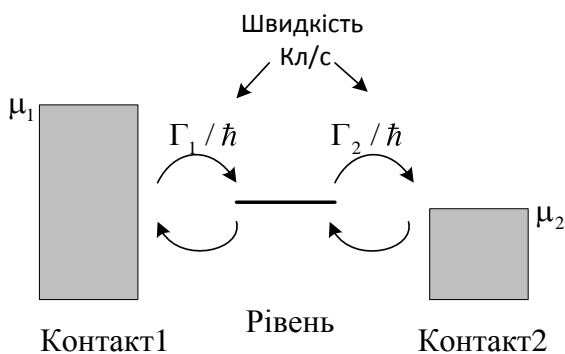 Швидкість
Кл/с
μ₁
Γ₁ / ħ
Γ₂ / ħ
μ₂
Рівень
Контакт1
Контакт2